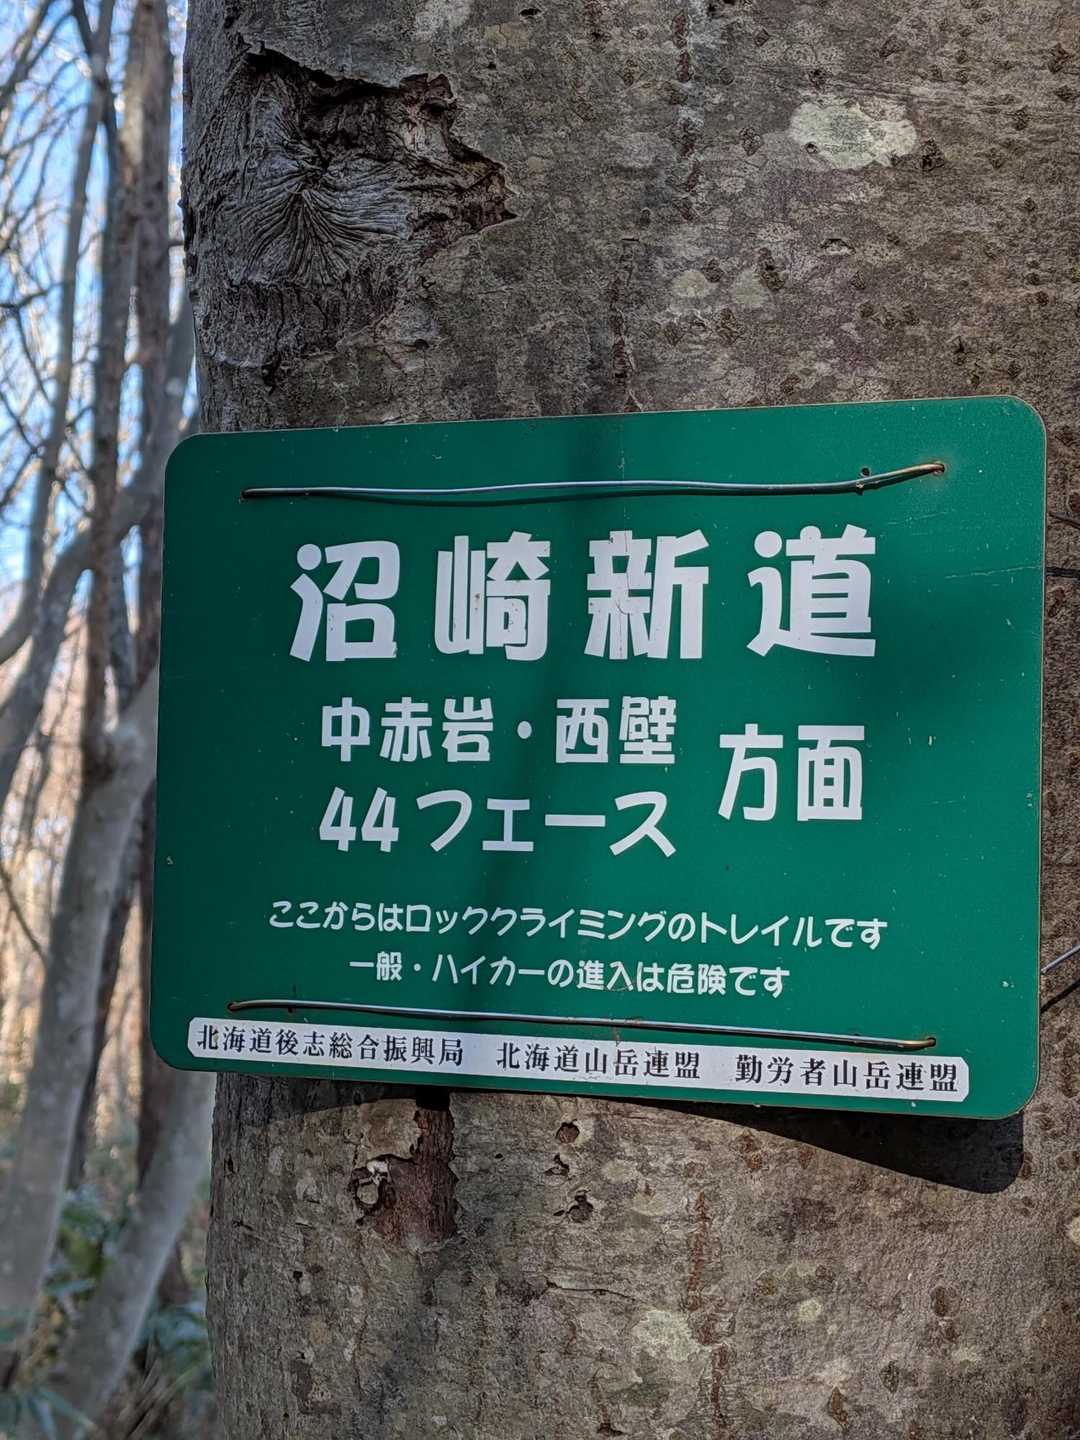 沼崎新道
中赤岩・西壁
44フェース
方面
ここからはロッククライミングのトレイルです
一般・ハイカーの進入は危険です
北海道後志総合振興局 北海道山岳連盟 勤労者山岳連盟